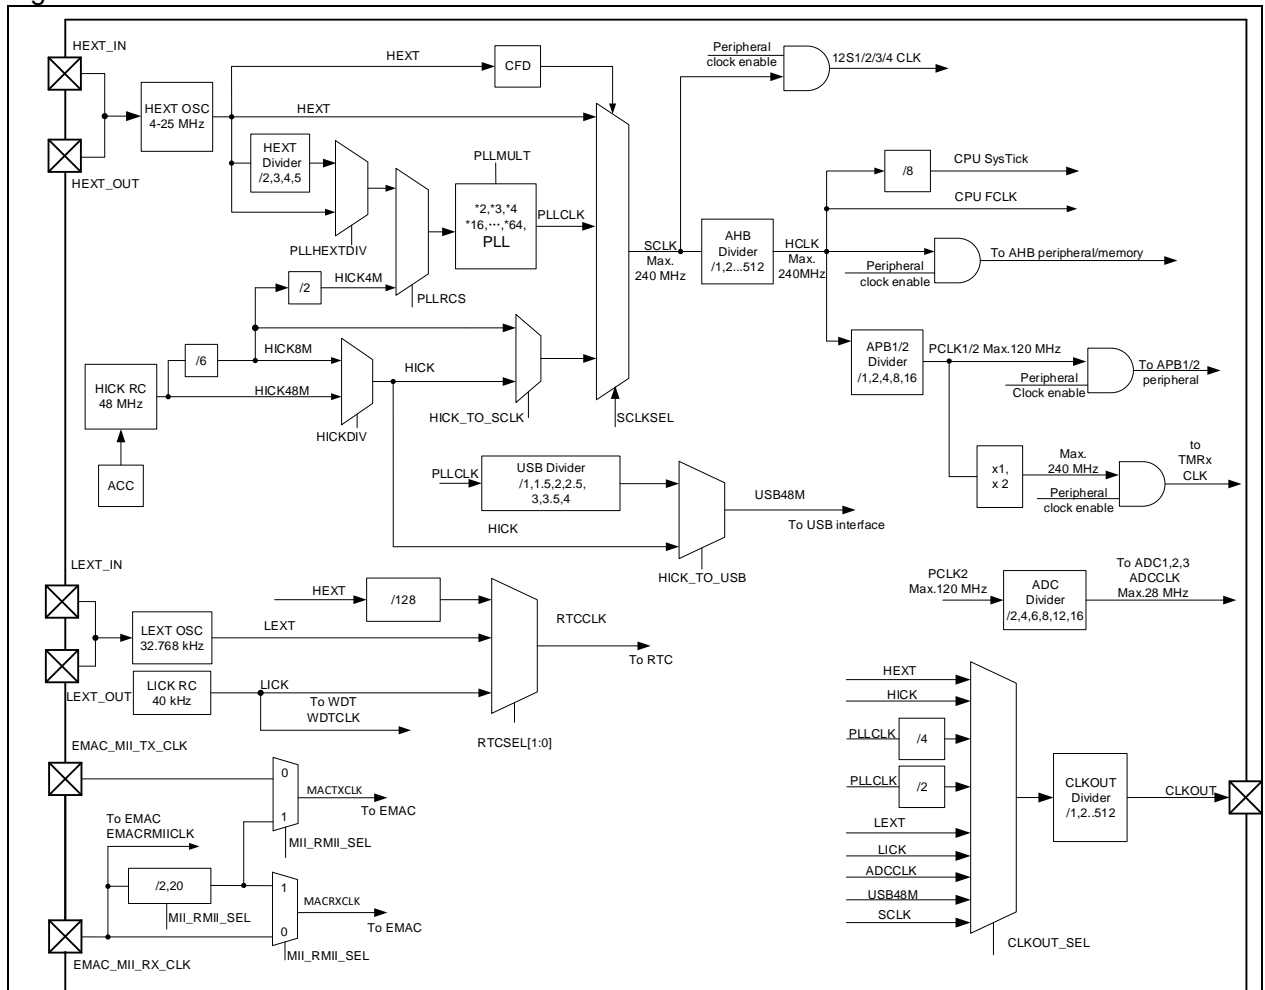 HEXT_IN
HEXT_OUT
HEXT OSC
4-25 MHz
HEXT
CFD
HEXT
HEXT
Divider
/2,3,4,5
PLLHEXTDIV
PLLMULT
*2,*3,*4
*16,···,*64,
PLL
PLLCLK
/2
HICK4M
PLLRCS
/6
HICK8M
HICK48M
HICK RC
48 MHz
ACC
HICKDIV
HICK
HICK_TO_SCLK
SCLKSEL
Peripheral
clock enable
12S1/2/3/4 CLK
SCLK
Max.
240 MHz
AHB
Divider
/1,2...512
HCLK
Max.
240MHz
/8
CPU SysTick
CPU FCLK
Peripheral
clock enable
To AHB peripheral/memory
APB1/2
Divider
/1,2,4,8,16
PCLK1/2 Max.120 MHz
Peripheral
Clock enable
To APB1/2
peripheral
x1,
x 2
Max.
240 MHz
Peripheral
clock enable
to
TMRx
CLK
PLLCLK
USB Divider
/1,1.5,2,2.5,
3,3.5,4
HICK
USB48M
To USB interface
HICK_TO_USB
LEXT_IN
LEXT_OUT
LEXT OSC
32.768 kHz
LICK RC
40 kHz
HEXT
/128
LEXT
LICK
To WDT
WDTCLK
RTCCLK
To RTC
RTCSEL[1:0]
PCLK2
Max.120 MHz
ADC
Divider
/2,4,6,8,12,16
To ADC1,2,3
ADCCLK
Max.28 MHz
EMAC_MII_TX_CLK
0
1
MACTXCLK
To EMAC
MII_RMII_SEL
To EMAC
EMACRMIICLK
/2,20
MII_RMII_SEL
1
0
MACRXCLK
To EMAC
MII_RMII_SEL
EMAC_MII_RX_CLK
HEXT
HICK
PLLCLK
/4
PLLCLK
/2
LEXT
LICK
ADCCLK
USB48M
SCLK
CLKOUT_SEL
CLKOUT
Divider
/1,2..512
CLKOUT